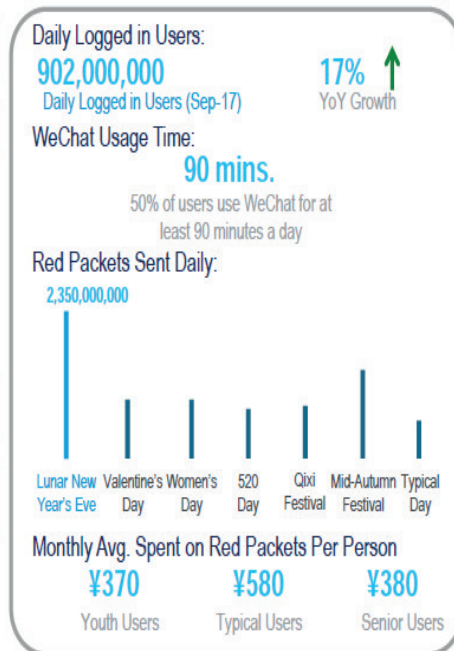 Daily Logged in Users:
902,000,000 17%
Daily Logged in Users (Sep-17) YoY Growth
WeChat Usage Time:
90 mins.
50% of users use WeChat for at
least 90 minutes a day
Red Packets Sent Daily:
2,350,000,000
Lunar New Valentine's Women's 520 Qixi Mid-Autumn Typical
Year's Eve Day Day Day Festival Festival Day
Monthly Avg. Spent on Red Packets Per Person
¥370 ¥580 ¥380
Youth Users Typical Users Senior Users